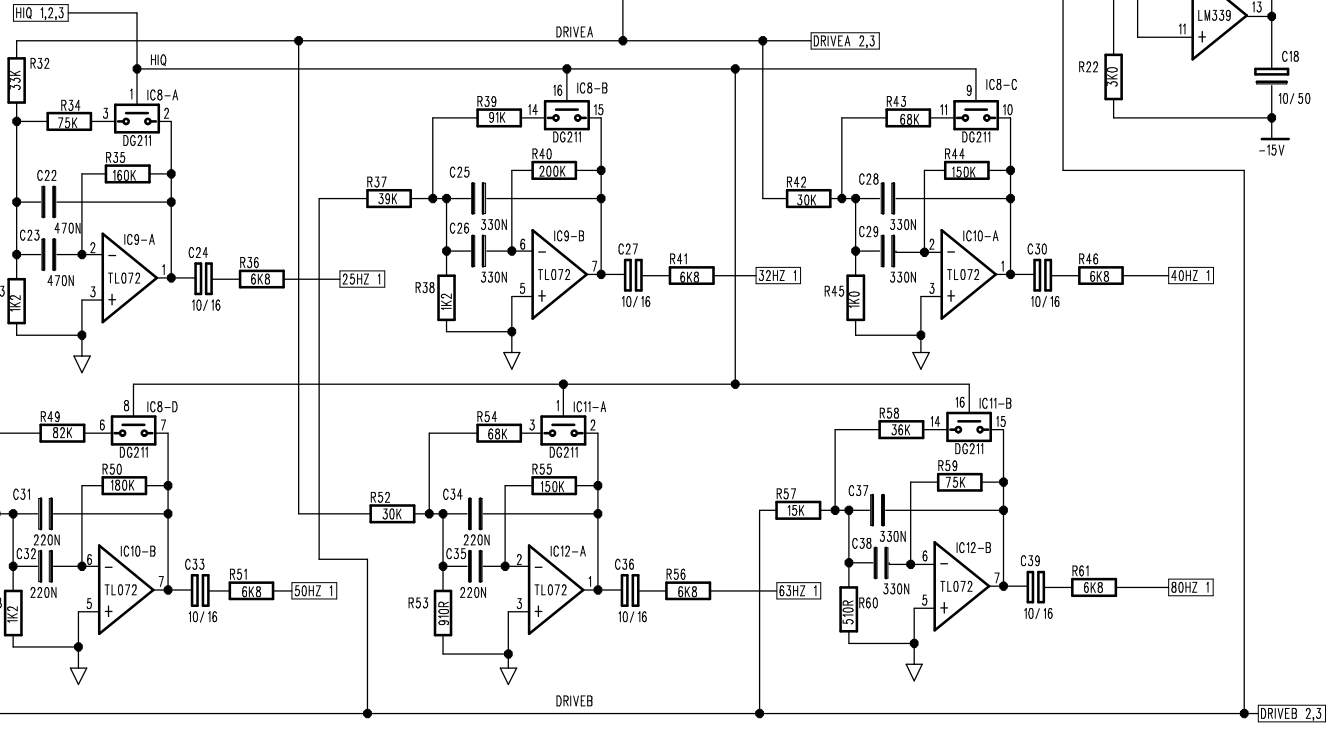 HIQ 1,2,3
DRIVEA
DRIVEA 2,3
LM339
13
11
+
R22
3K0
C18
10/50
-15V
HIQ
R32
33K
R34
75K
3
1
IC8-A
2
DG211
R35
160K
C22
470N
C23
470N
2
IC9-A
-
TL072
1
3
+
1K2
C24
10/16
R36
6K8
25HZ 1
R37
39K
R39
91K
14
16
IC8-B
15
DG211
R40
200K
C25
330N
C26
330N
6
IC9-B
-
TL072
7
5
+
R38
1K2
C27
10/16
R41
6K8
32HZ 1
R42
30K
R43
68K
11
9
IC8-C
10
DG211
R44
150K
C28
330N
C29
330N
2
IC10-A
-
TL072
1
3
+
R45
1K0
C30
10/16
R46
6K8
40HZ 1
R49
82K
6
8
IC8-D
7
DG211
R50
180K
C31
220N
C32
220N
6
IC10-B
-
TL072
7
5
+
1K2
C33
10/16
R51
6K8
50HZ 1
R52
30K
R54
68K
3
1
IC11-A
2
DG211
R55
150K
C34
220N
C35
220N
2
IC12-A
-
TL072
1
3
+
R53
910R
C36
10/16
R56
6K8
63HZ 1
R57
15K
R58
36K
14
16
IC11-B
15
DG211
R59
75K
C37
330N
C38
330N
6
IC12-B
-
TL072
7
5
+
R60
510R
C39
10/16
R61
6K8
80HZ 1
DRIVEB
DRIVEB 2,3